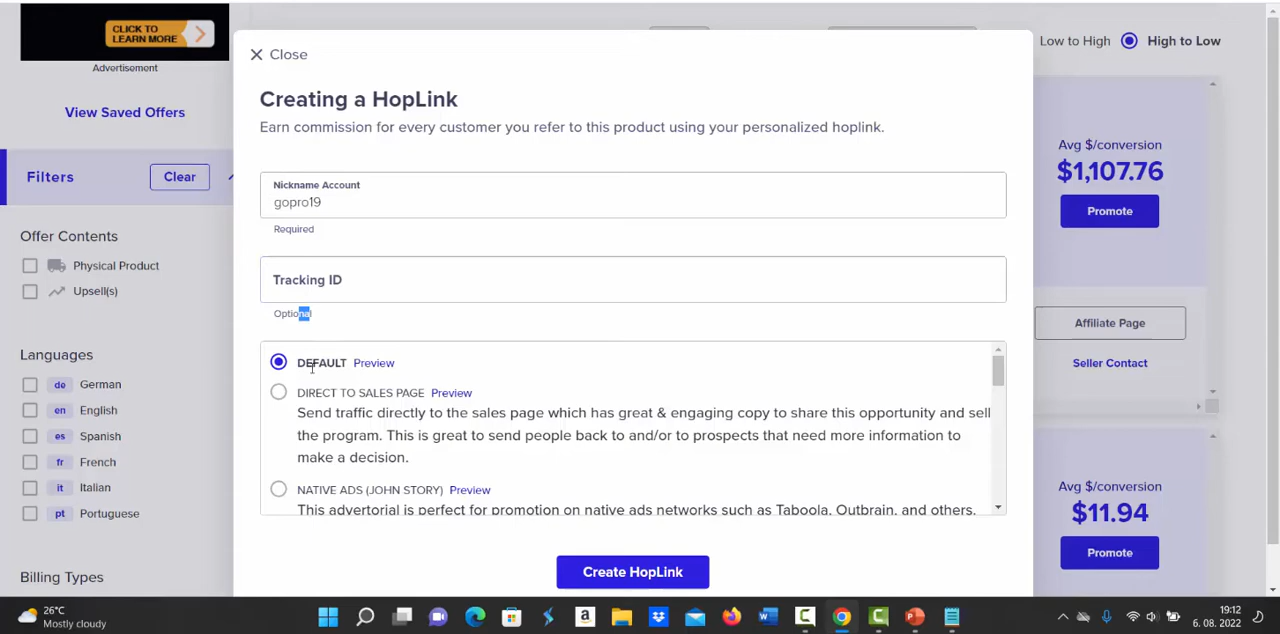 CLICK TO
LEARN MORE
Advertisement
View Saved Offers
Filters
Clear
Offer Contents
Physical Product
Upsell(s)
Languages
de German
en English
es Spanish
fr French
it Italian
pt Portuguese
Billing Types
Close
Creating a HopLink
Earn commission for every customer you refer to this product using your personalized hoplink.
Nickname Account
gopro19
Required
Tracking ID
Optional
DEFAULT Preview
DIRECT TO SALES PAGE Preview
Send traffic directly to the sales page which has great & engaging copy to share this opportunity and sell
the program. This is great to send people back to and/or to prospects that need more information to
make a decision.
NATIVE ADS (JOHN STORY) Preview
This advertorial is perfect for promotion on native ads networks such as Taboola, Outbrain, and others.
Create HopLink
Low to High High to Low
Avg $/conversion
$1,107.76
Promote
Affiliate Page
Seller Contact
Avg $/conversion
$11.94
Promote
26°C
Mostly cloudy
19:12
6. 08. 2022